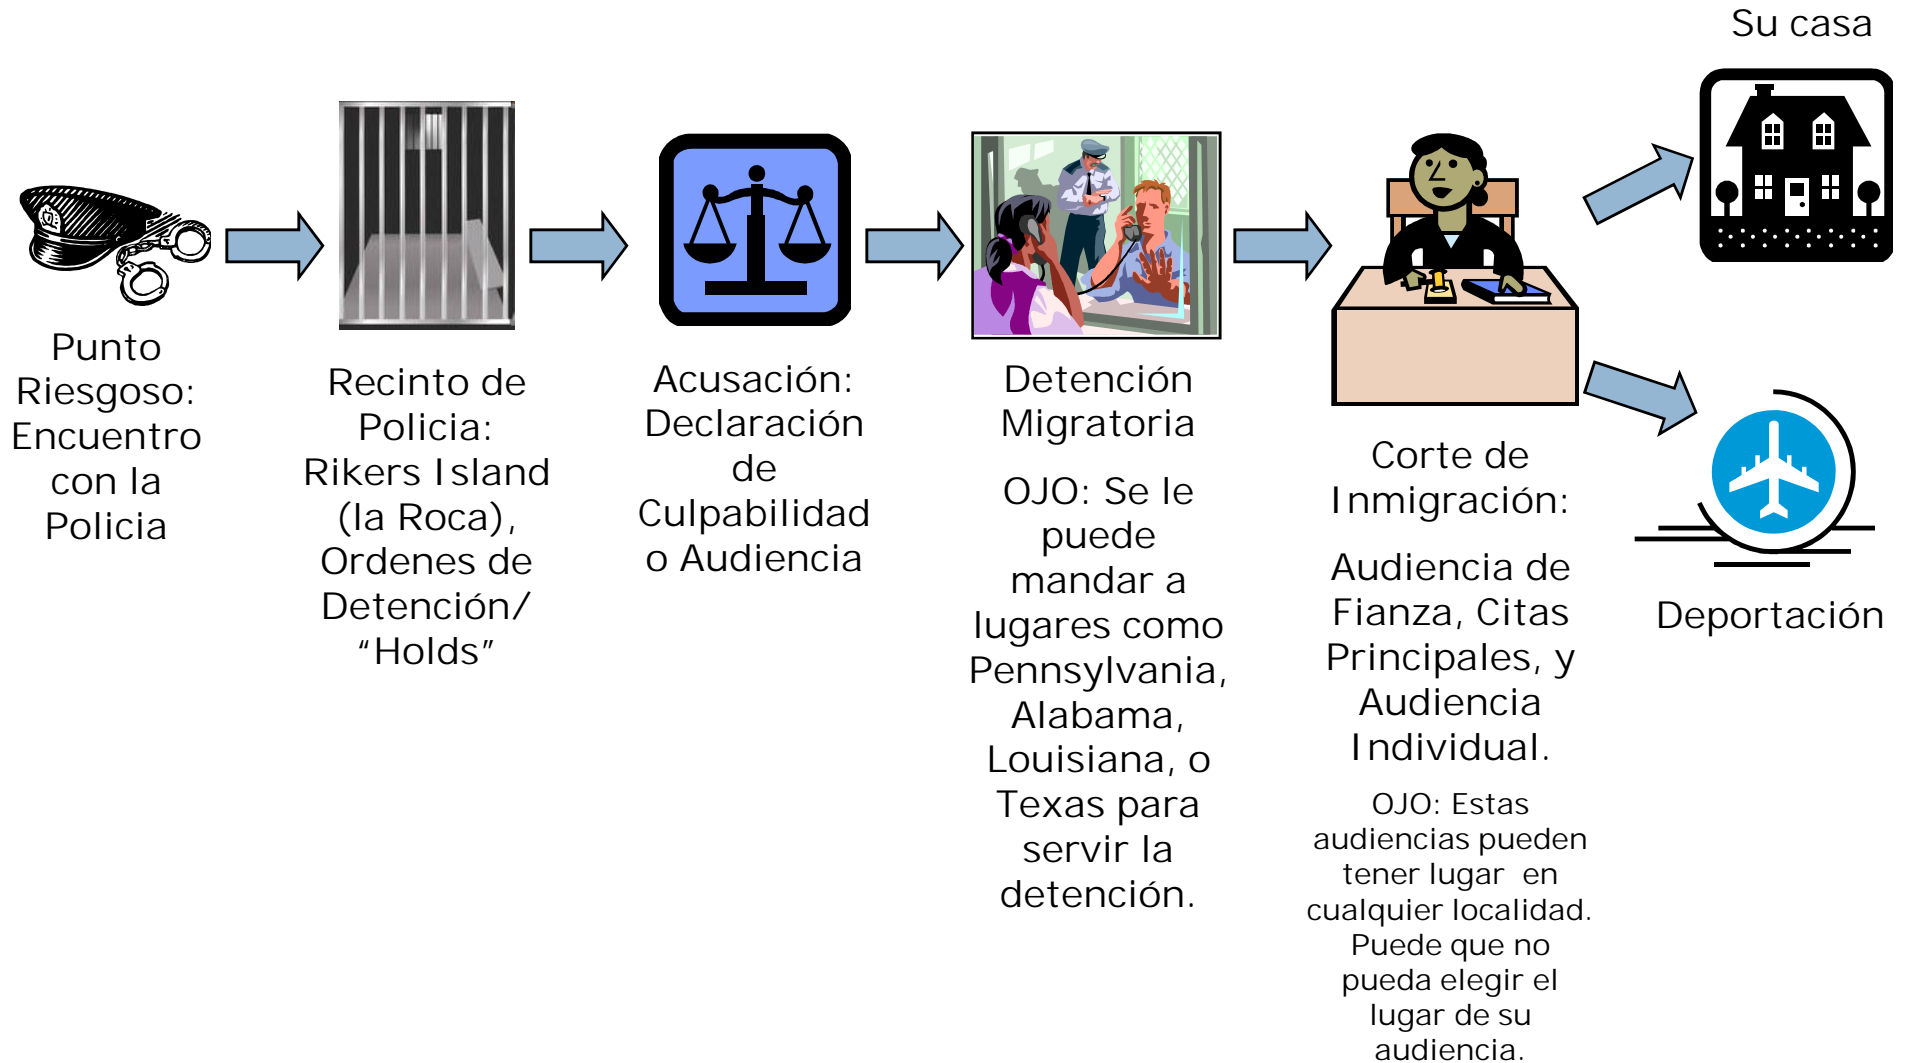 Punto
Riesgoso:
Encuentro
con la
Policia
Recinto de
Policia:
Rikers Island
(la Roca),
Ordenes de
Detención/
“Holds”
Acusación:
Declaración
de
Culpabilidad
o Audiencia
Detención
Migratoria
OJO: Se le
puede
mandar a
lugares como
Pennsylvania,
Alabama,
Louisiana, o
Texas para
servir la
detención.
Corte de
Inmigración:
Audiencia de
Fianza, Citas
Principales, y
Audiencia
Individual.
OJO: Estas
audiencias pueden
tener lugar en
cualquier localidad.
Puede que no
pueda elegir el
lugar de su
audiencia.
Su casa
Deportación